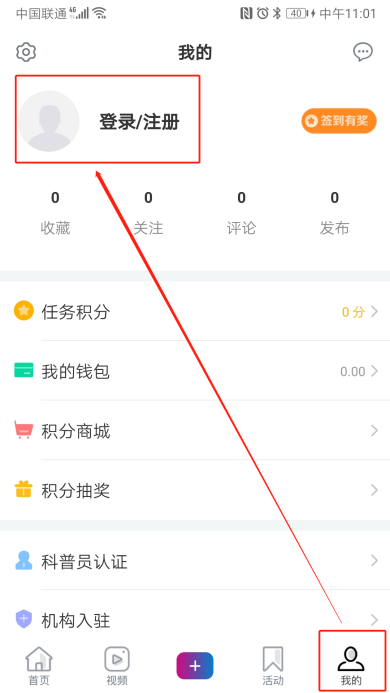 中国联通 4G 40 中午11:01
我的
登录/注册
签到有奖
0 0 0 0
收藏 关注 评论 发布
任务积分 0 分
我的钱包 0.00
积分商城
积分抽奖
科普员认证
机构入驻
首页 视频 活动 我的